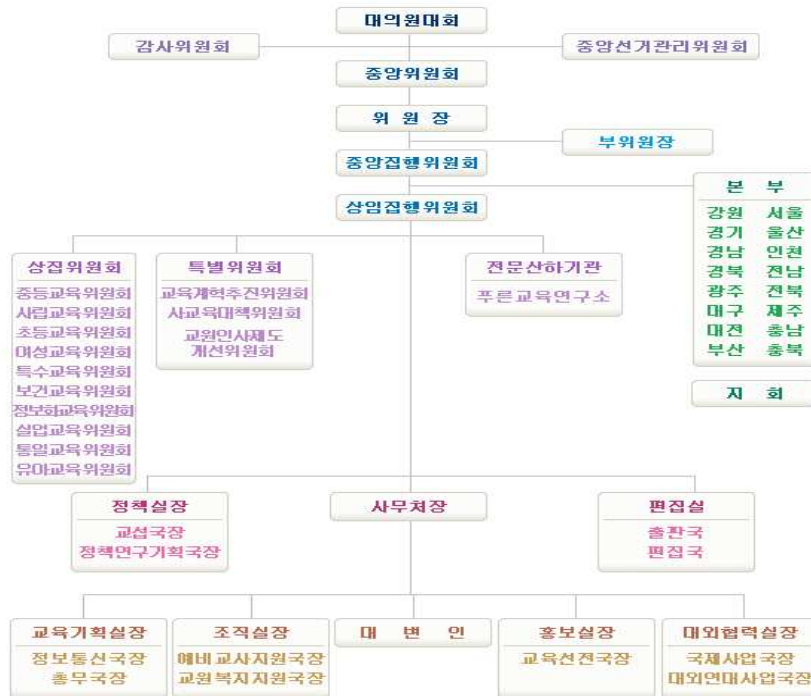 대의원대회
감사위원회
중앙선거관리위원회
중앙위원회
위 원 장
부위원장
중앙집행위원회
상임집행위원회
본 부
강원 서울
경기 울산
경남 인천
경북 전남
광주 전북
대구 제주
대전 충남
부산 충북
지 회
상집위원회
중등교육위원회
사립교육위원회
초등교육위원회
여성교육위원회
특수교육위원회
보건교육위원회
정보화교육위원회
실업교육위원회
통일교육위원회
유아교육위원회
특별위원회
교육개혁추진위원회
사교육대책위원회
교원인사제도
개선위원회
전문산하기관
푸른교육연구소
정책실장
교섭국장
정책연구기획국장
사무처장
편집실
출판국
편집국
교육기획실장
정보통신국장
총무국장
조직실장
예비교사지원국장
교원복지지원국장
대 변 인
홍보실장
교육선전국장
대외협력실장
국제사업국장
대외연대사업국장